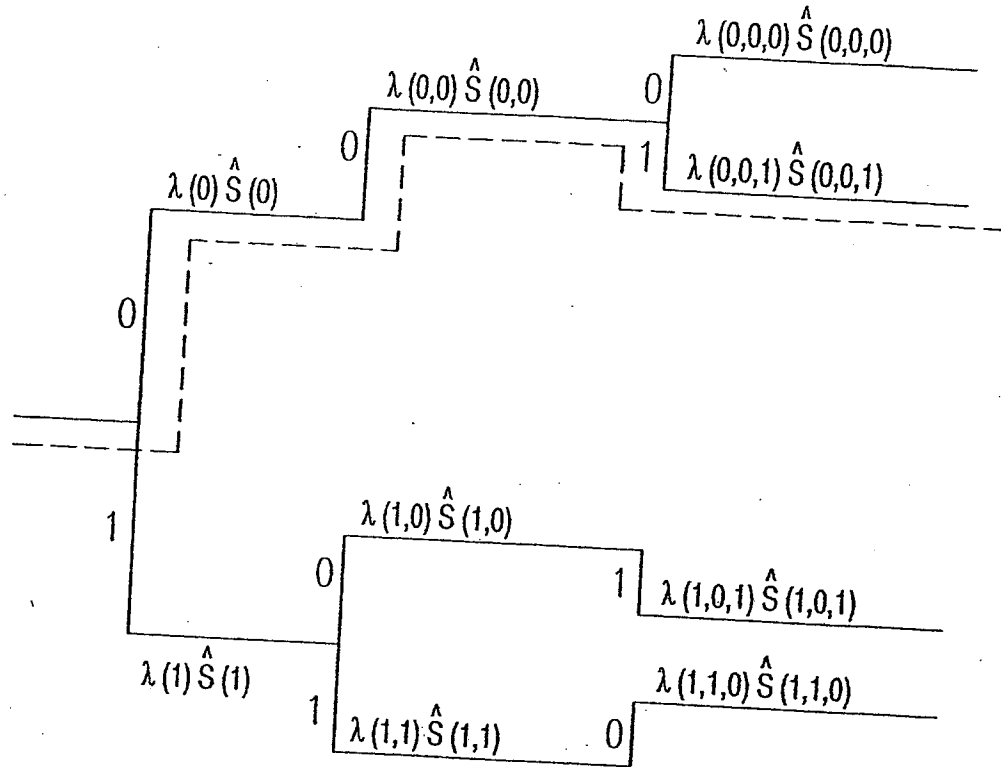 λ (0,0,0) Ŝ (0,0,0)
λ (0,0) Ŝ (0,0)
0
0
1
λ (0,0,1) Ŝ (0,0,1)
λ (0) Ŝ (0)
0
1
λ (1,0) Ŝ (1,0)
0
1
λ (1,0,1) Ŝ (1,0,1)
λ (1) Ŝ (1)
λ (1,1,0) Ŝ (1,1,0)
1
λ (1,1) Ŝ (1,1)
0